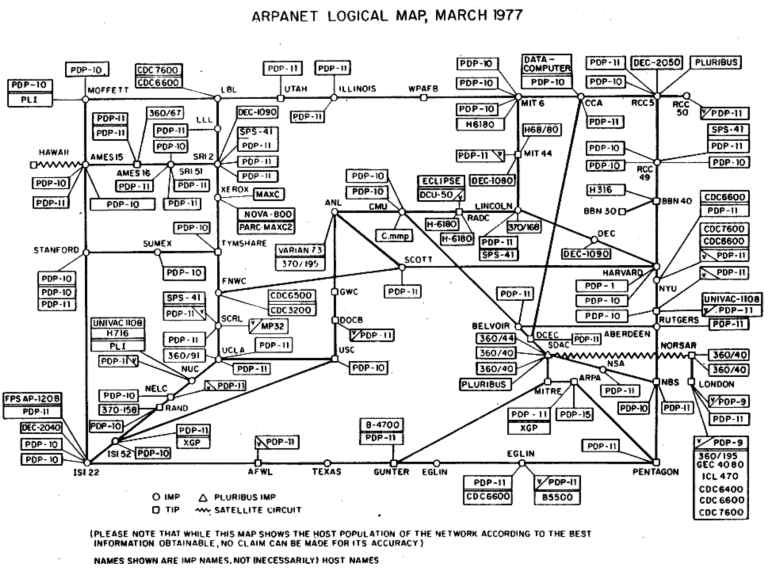 ARPANET LOGICAL MAP, MARCH 1977
PDP-10
PDP-10
PLI
MOFFETT
CDC7600
CDC6600
LBL
PDP-11
UTAH
PDP-11
ILLINOIS
PDP-11
WPAFB
PDP-10
PDP-10
PDP-10
H6180
MIT 6
DATA-
COMPUTER
PDP-10
CCA
PDP-11
PDP-11
PDP-10
DEC-2050
PLURIBUS
RCC5
RCC
50
PDP-11
SPS-41
PDP-11
PDP-10
LLL
PDP-11
PDP-11
PDP-11
360/67
PDP-11
PDP-10
DEC-1090
SPS-41
PDP-11
PDP-11
PDP-11
SRI 2
HAWAII
AMES15
AMES 16
SRI 51
PDP-10
PDP-11
PDP-10
PDP-11
PDP-11
PDP-11
XEROX
MAXC
NOVA-800
PARC-MAXC2
H68/80
PDP-11
MIT 44
DEC-1080
PDP-10
PDP-10
RCC
49
H316
BBN 30
BBN 40
ANL
PDP-10
PDP-10
CMU
C.mmp
ECLIPSE
DCU-50
RADC
H-6180
H-6180
LINCOLN
370/168
PDP-11
SPS-41
DEC
DEC-1090
CDC6600
PDP-11
CDC7600
CDC6600
PDP-11
PDP-11
STANFORD
SUMEX
PDP-10
PDP-10
TYMSHARE
PDP-10
PDP-10
PDP-11
VARIAN 73
370/195
SCOTT
PDP-11
HARVARD
PDP-1
PDP-10
PDP-10
NYU
UNIVAC-1108
PDP-11
PDP-11
RUTGERS
FNWC
CDC6500
CDC3200
SPS-41
PDP-11
SCRL
MP32
GWC
DOCB
PDP-11
UNIVAC 1108
H716
PLI
PDP-11
360/91
UCLA
PDP-11
USC
PDP-10
PDP-11
BELVOIR
DCEC
PDP-11
ABERDEEN
360/44
360/40
360/40
PLURIBUS
SDAC
NSA
PDP-11
NORSAR
360/40
360/40
NUC
PDP-11
NELC
PDP-10
370-158
RAND
MITRE
ARPA
NBS
LONDON
PDP-10
PDP-11
PDP-9
PDP-11
FPS AP-120B
PDP-11
DEC-2040
PDP-10
PDP-10
ISI 22
PDP-10
ISI 52
PDP-10
PDP-11
XGP
PDP-11
AFWL
TEXAS
B-4700
PDP-11
GUNTER
EGLIN
EGLIN
PDP-11
CDC6600
PDP-11
B5500
PDP-11
XGP
PDP-15
PDP-11
PENTAGON
PDP-9
360/195
GEC 4080
ICL 470
CDC6400
CDC6600
CDC7600
IMP
PLURIBUS IMP
TIP
SATELLITE CIRCUIT
(PLEASE NOTE THAT WHILE THIS MAP SHOWS THE HOST POPULATION OF THE NETWORK ACCORDING TO THE BEST
INFORMATION OBTAINABLE, NO CLAIM CAN BE MADE FOR ITS ACCURACY)
NAMES SHOWN ARE IMP NAMES, NOT (NECESSARILY) HOST NAMES